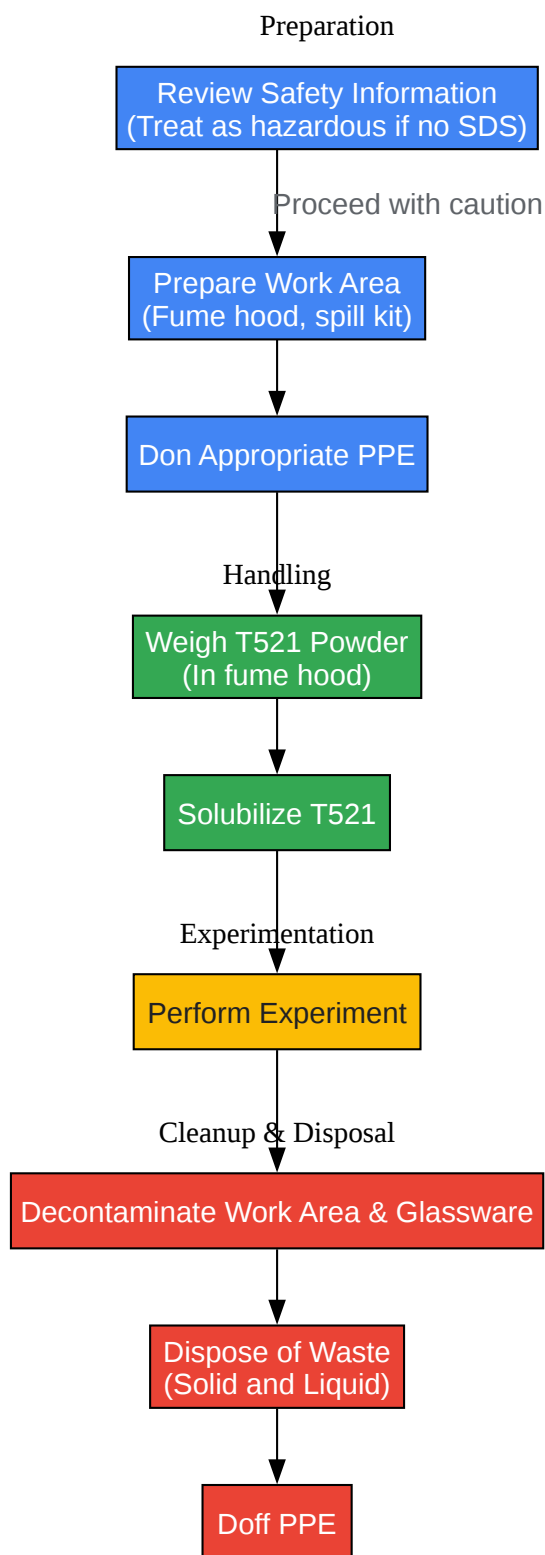 Preparation
Review Safety Information
(Treat as hazardous if no SDS)
Proceed with caution
Prepare Work Area
(Fume hood, spill kit)
Don Appropriate PPE
Handling
Weigh T521 Powder
(In fume hood)
Solubilize T521
Experimentation
Perform Experiment
Cleanup & Disposal
Decontaminate Work Area & Glassware
Dispose of Waste
(Solid and Liquid)
Doff PPE